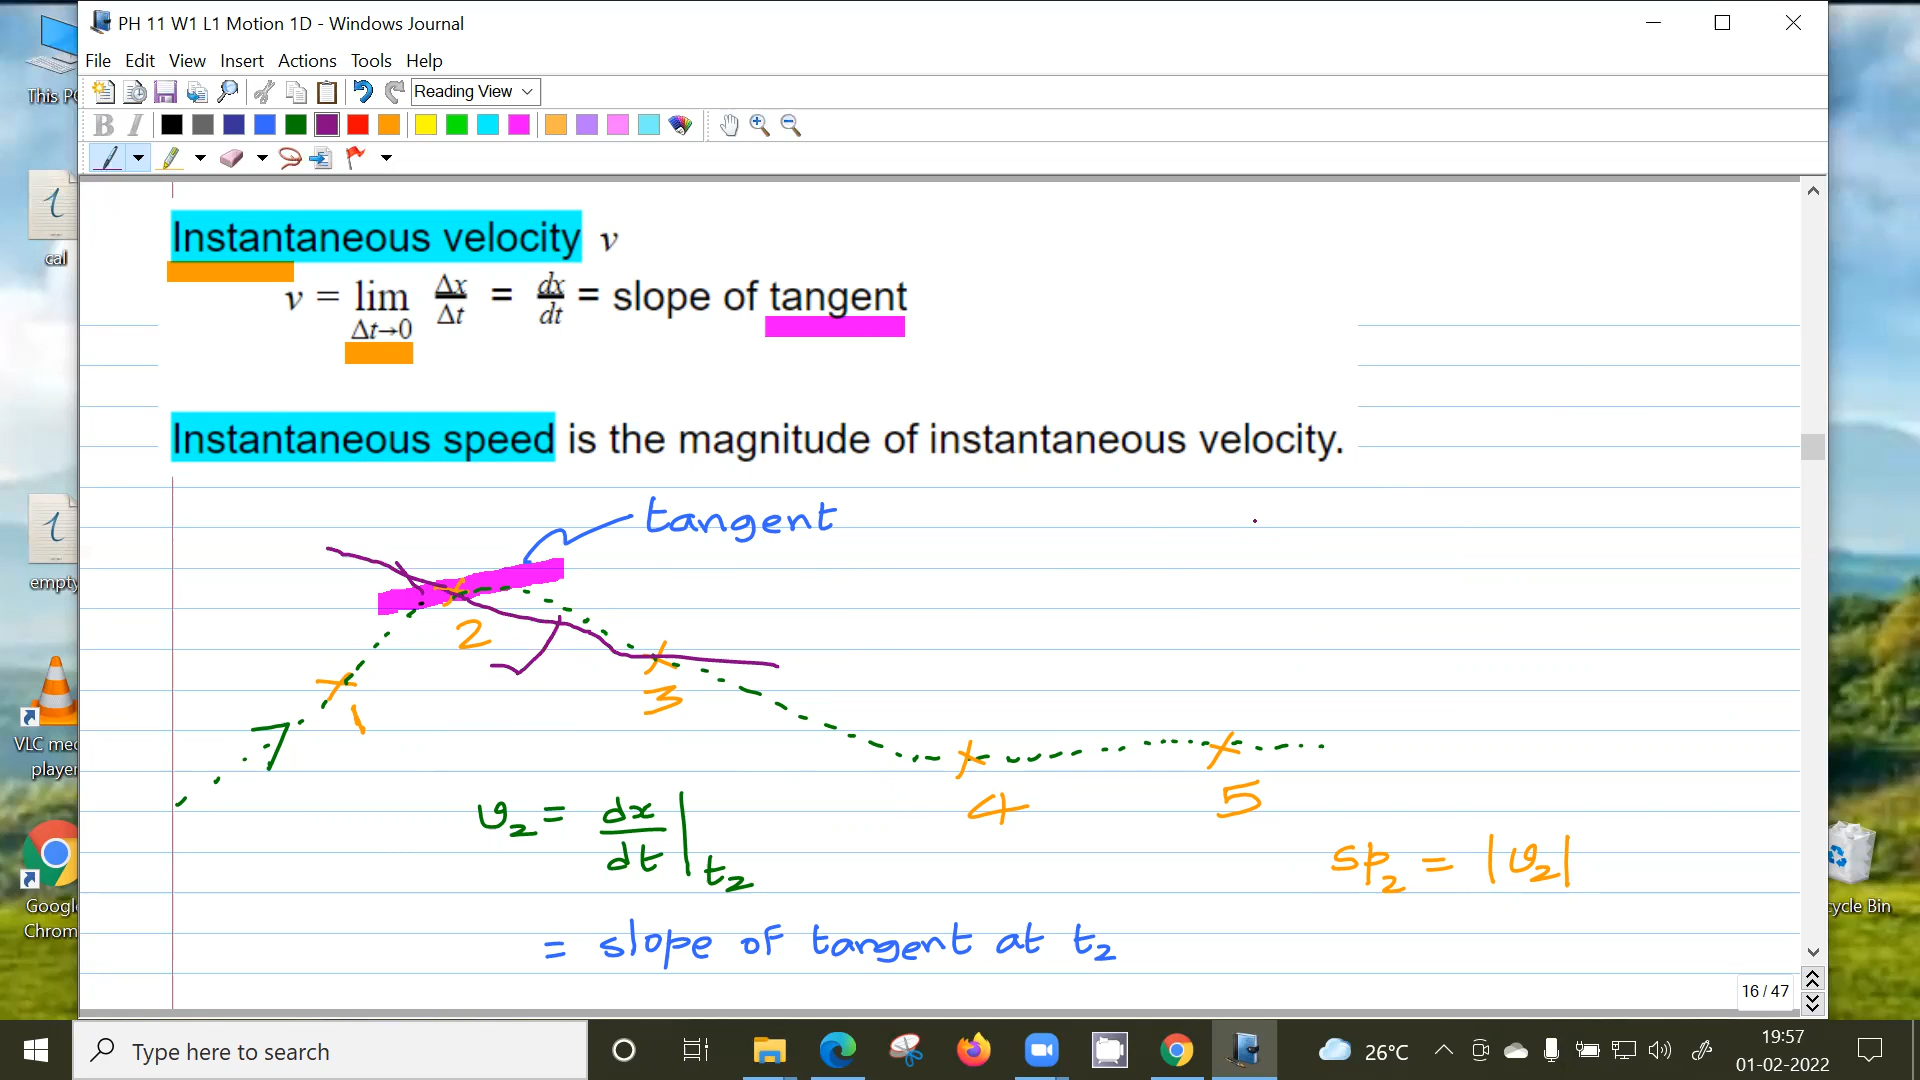 PH 11 W1 L1 Motion 1D - Windows Journal
File Edit View Insert Actions Tools Help
Reading View
B I
This PC
cal
empty
VLC media
player
Google
Chrom
Instantaneous velocity v
v = lim Δt→0 Δx/Δt = dx/dt = slope of tangent
Instantaneous speed is the magnitude of instantaneous velocity.
tangent
1
2
3
4
5
v2 = dx/dt | t2
= slope of tangent at t2
sp2 = |v2|
cycle Bin
16 / 47
Type here to search
26°C
19:57
01-02-2022